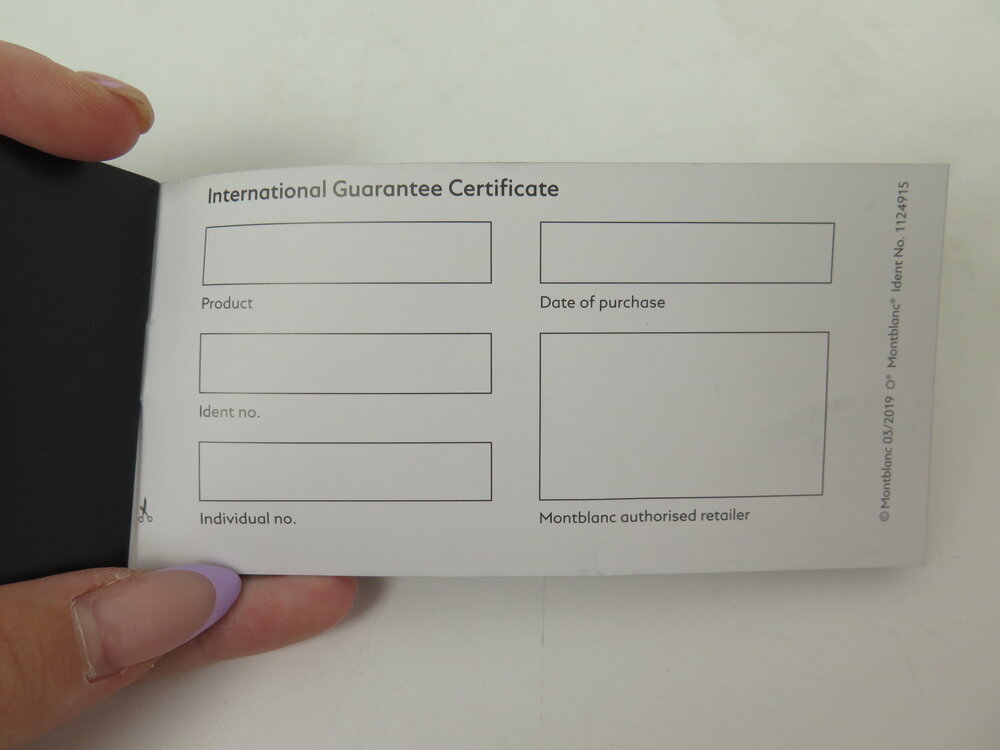 International Guarantee Certificate
Product
Date of purchase
Ident no.
Individual no.
Montblanc authorised retailer
© Montblanc 03/2019 O® Montblanc® Ident No. 1124915